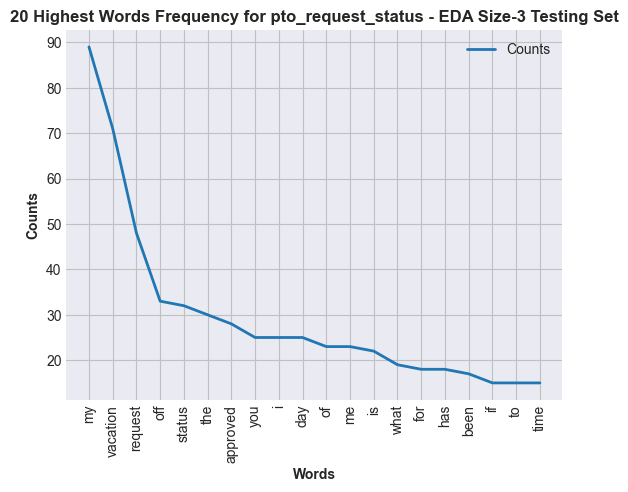 20 Highest Words Frequency for pto_request_status - EDA Size-3 Testing Set
Counts
90
80
70
60
50
40
30
20
Counts
my
vacation
request
off
status
the
approved
you
i
day
of
me
is
what
for
has
been
if
to
time
Words